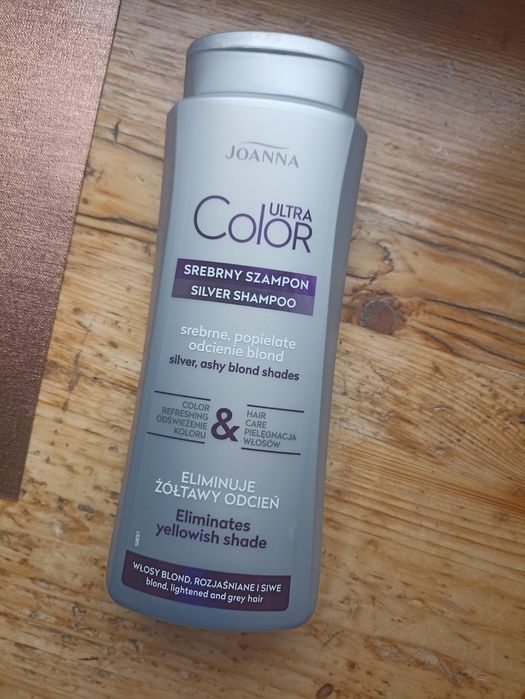 JOANNA
ULTRA
Color
SREBRNY SZAMPON
SILVER SHAMPOO
srebrne, popielate
odcienie blond
silver, ashy blond shades
COLOR
REFRESHING
ODŚWIEŻENIE
KOLORU
&
HAIR
CARE
PIELĘGNACJA
WŁOSÓW
ELIMINUJE
ŻÓŁTAWY ODCIEŃ
Eliminates
yellowish shade
WŁOSY BLOND, ROZJAŚNIANE I SIWE
blond, lightened and grey hair